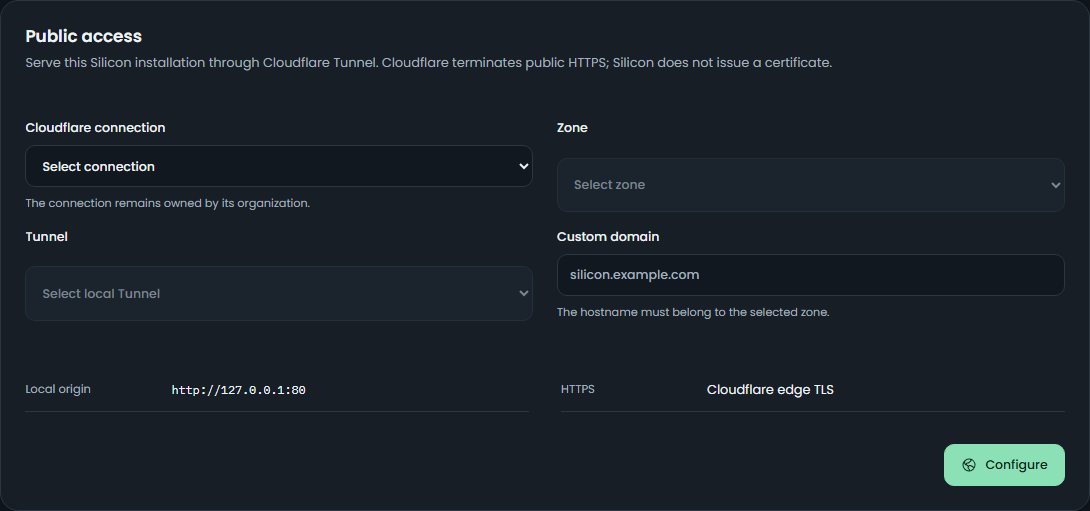 Public access
Serve this Silicon installation through Cloudflare Tunnel. Cloudflare terminates public HTTPS; Silicon does not issue a certificate.
Cloudflare connection
Select connection
The connection remains owned by its organization.
Zone
Select zone
Tunnel
Select local Tunnel
Custom domain
silicon.example.com
The hostname must belong to the selected zone.
Local origin http://127.0.0.1:80
HTTPS Cloudflare edge TLS
Configure